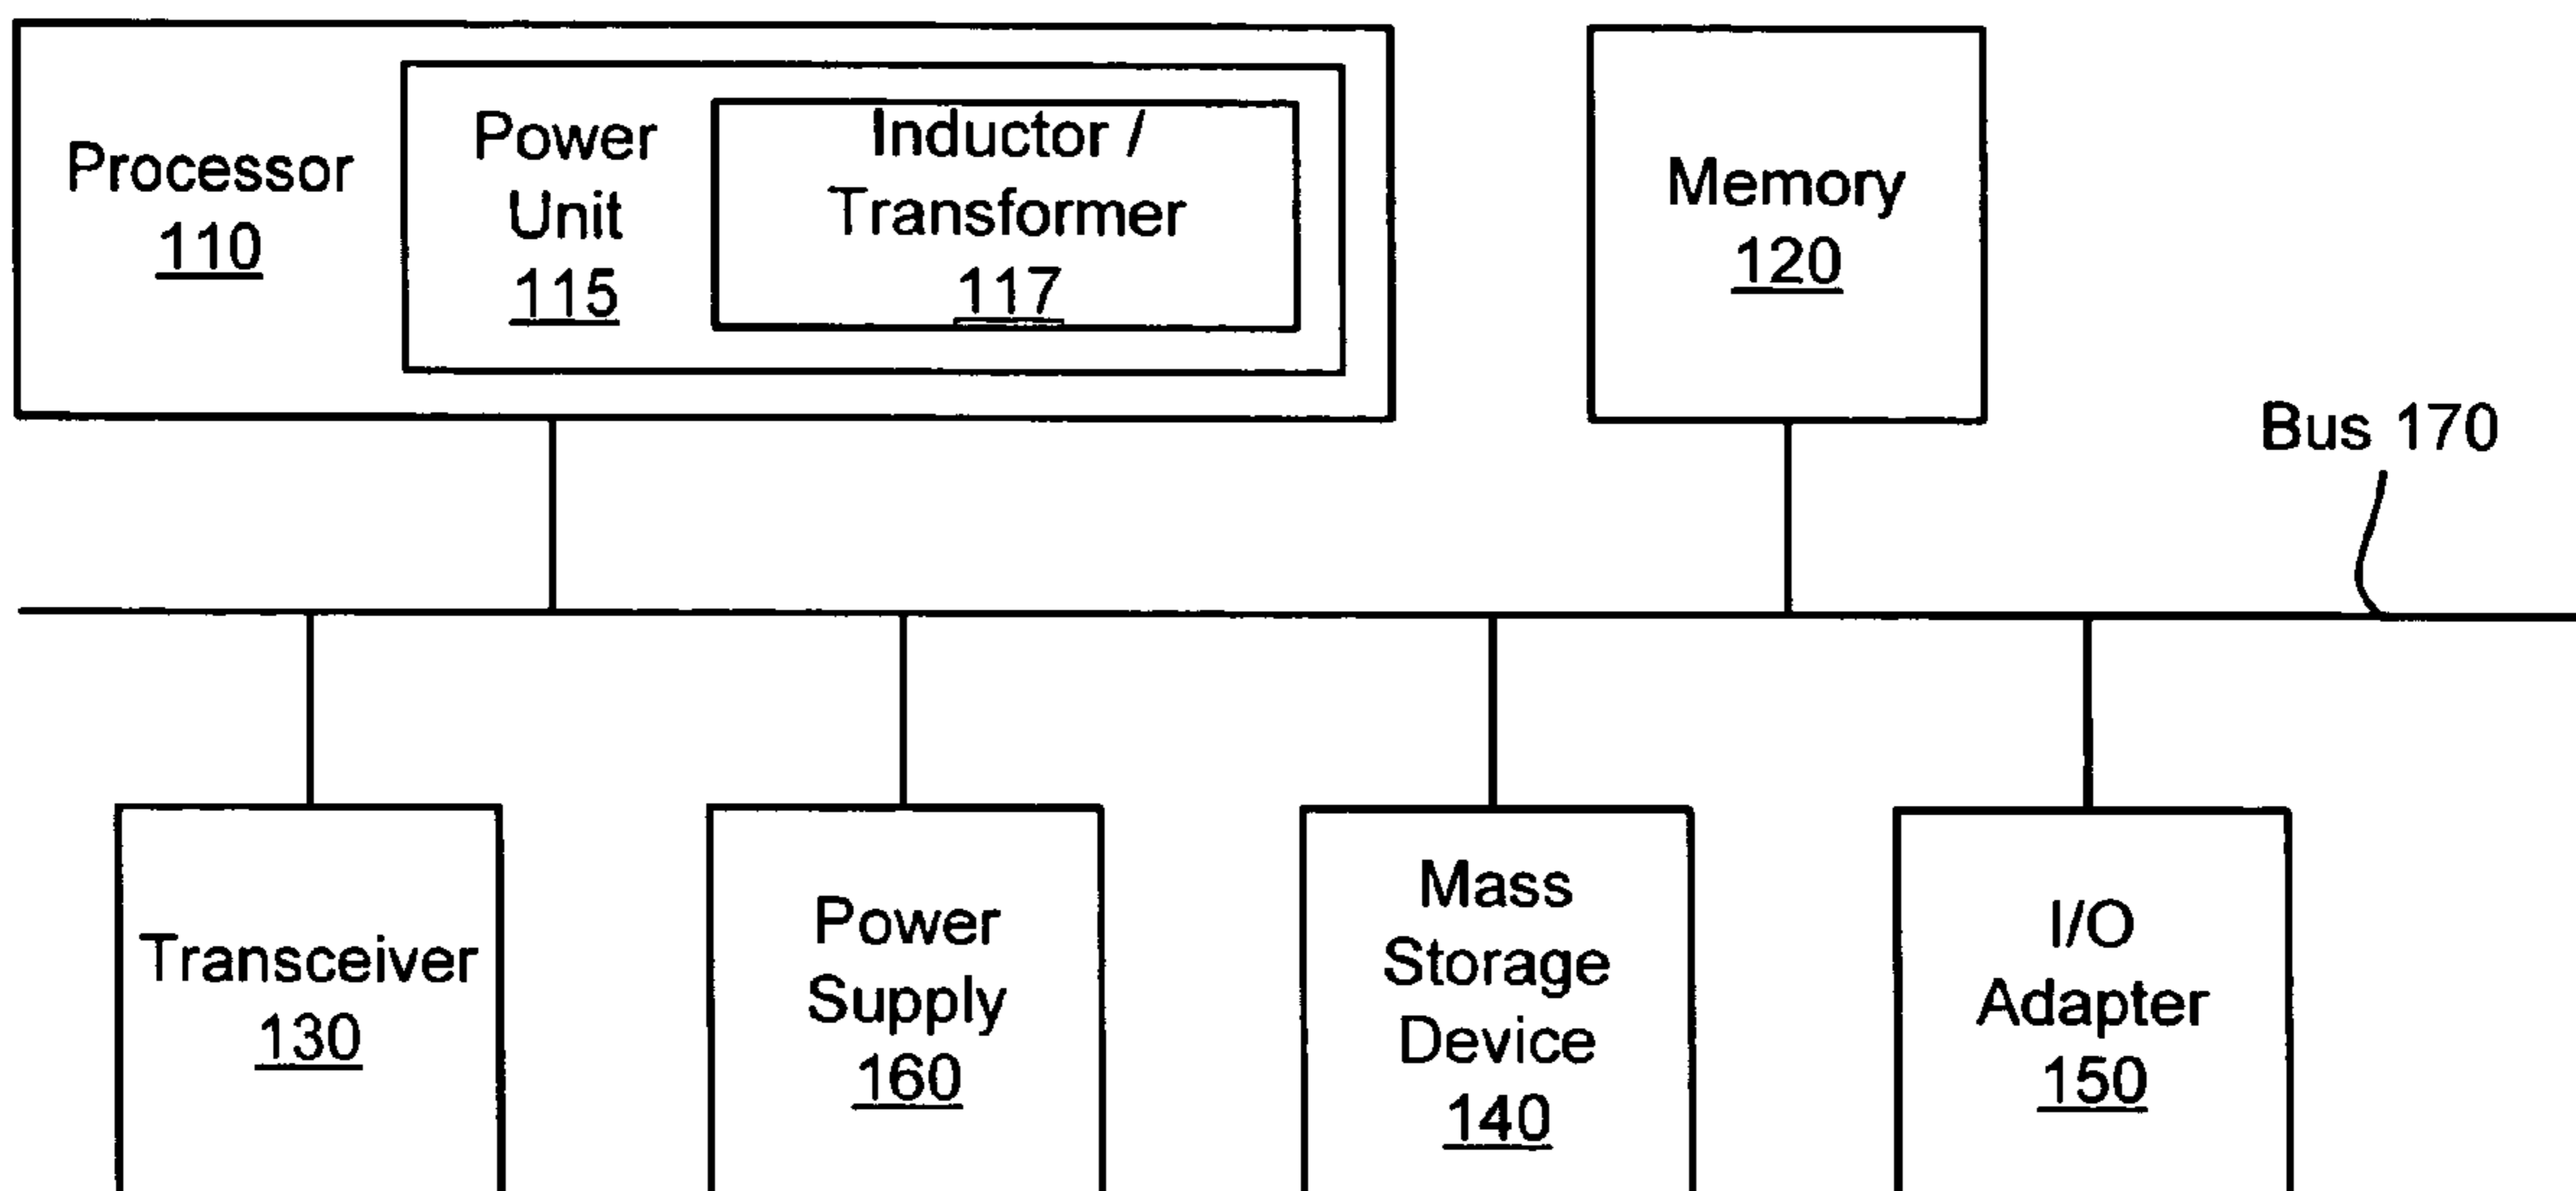 Processor
110
Power
Unit
115
Inductor /
Transformer
117
Memory
120
Bus 170
Transceiver
130
Power
Supply
160
Mass
Storage
Device
140
I/O
Adapter
150